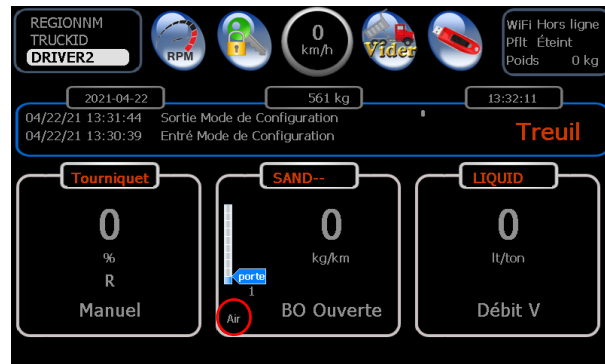 REGIONNM
TRUCKID
DRIVER2
RPM
0
km/h
Vider
WiFi Hors ligne
Pflt Éteint
Poids 0 kg
2021-04-22
561 kg
13:32:11
04/22/21 13:31:44 Sortie Mode de Configuration
04/22/21 13:30:39 Entré Mode de Configuration
Treuil
Tourniquet
0
%
R
Manuel
SAND--
0
kg/km
porte
1
Air
BO Ouverte
LIQUID
0
lt/ton
Débit V